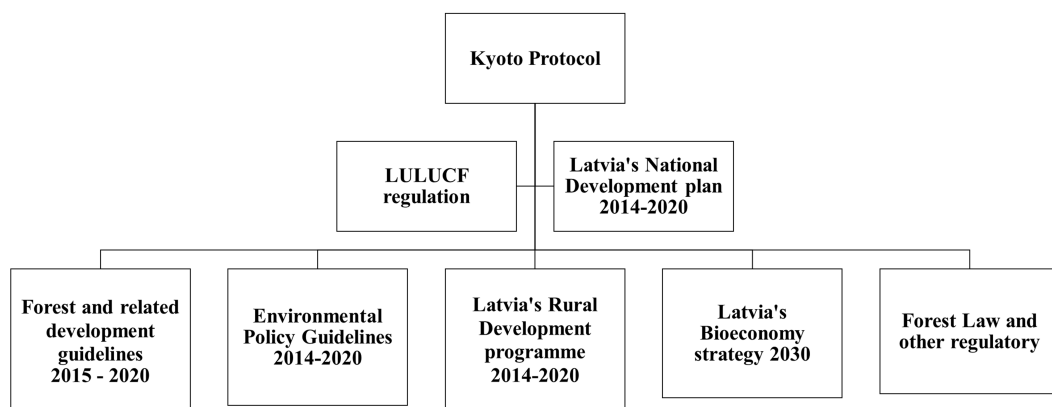 Kyoto Protocol
LULUCF
regulation
Latvia's National
Development plan
2014-2020
Forest and related
development
guidelines
2015 - 2020
Environmental
Policy Guidelines
2014-2020
Latvia's Rural
Development
programme
2014-2020
Latvia's
Bioeconomy
strategy 2030
Forest Law and
other regulatory